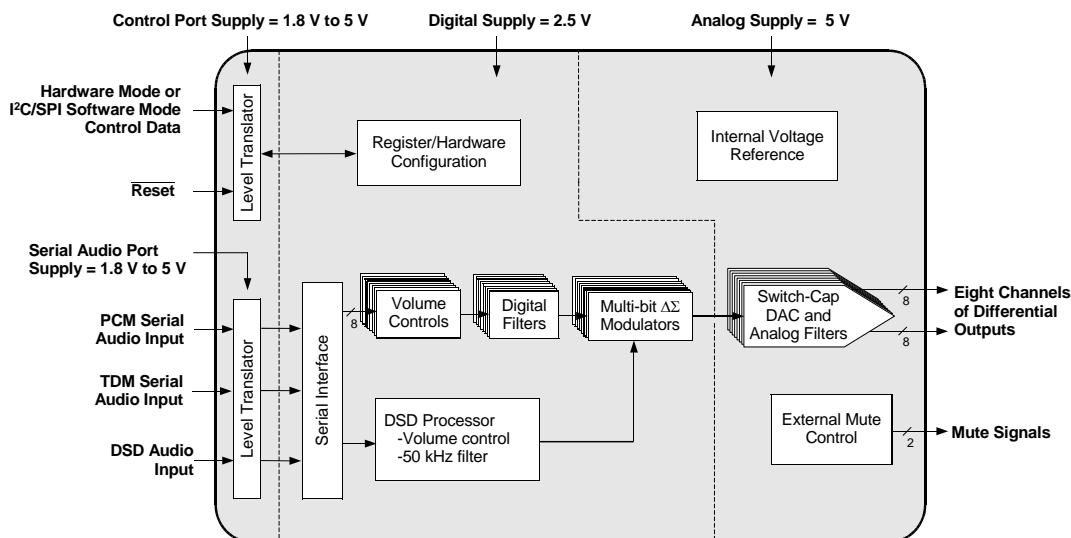 Control Port Supply = 1.8 V to 5 V
Digital Supply = 2.5 V
Analog Supply = 5 V
Hardware Mode or
I²C/SPI Software Mode
Control Data
Reset
Level Translator
Register/Hardware
Configuration
Internal Voltage
Reference
Serial Audio Port
Supply = 1.8 V to 5 V
PCM Serial
Audio Input
TDM Serial
Audio Input
DSD Audio
Input
Level Translator
Serial Interface
8
Volume
Controls
Digital
Filters
Multi-bit ΔΣ
Modulators
Switch-Cap
DAC and
Analog Filters
8
8
Eight Channels
of Differential
Outputs
DSD Processor
-Volume control
-50 kHz filter
External Mute
Control
2
Mute Signals